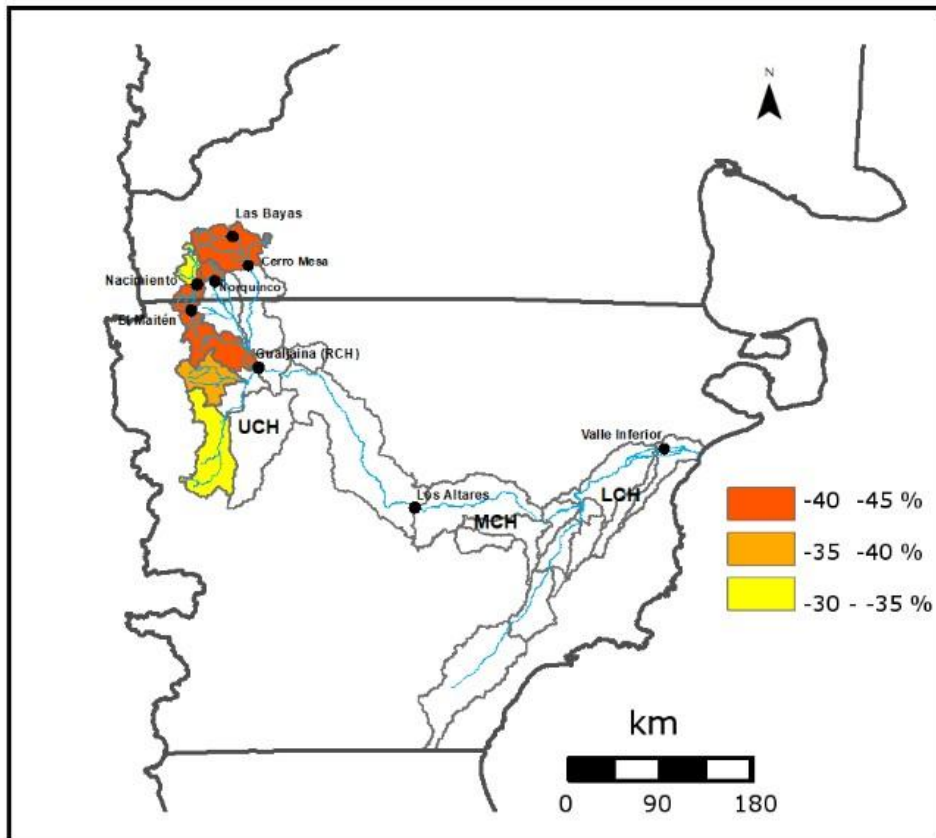 N
Las Bayas
Cerro Mesa
Nacimiento
Norquinco
El Maitén
Gualjaina (RCH)
UCH
Valle Inferior
Los Altares
LCH
MCH
-40 -45 %
-35 -40 %
-30 - -35 %
km
0 90 180